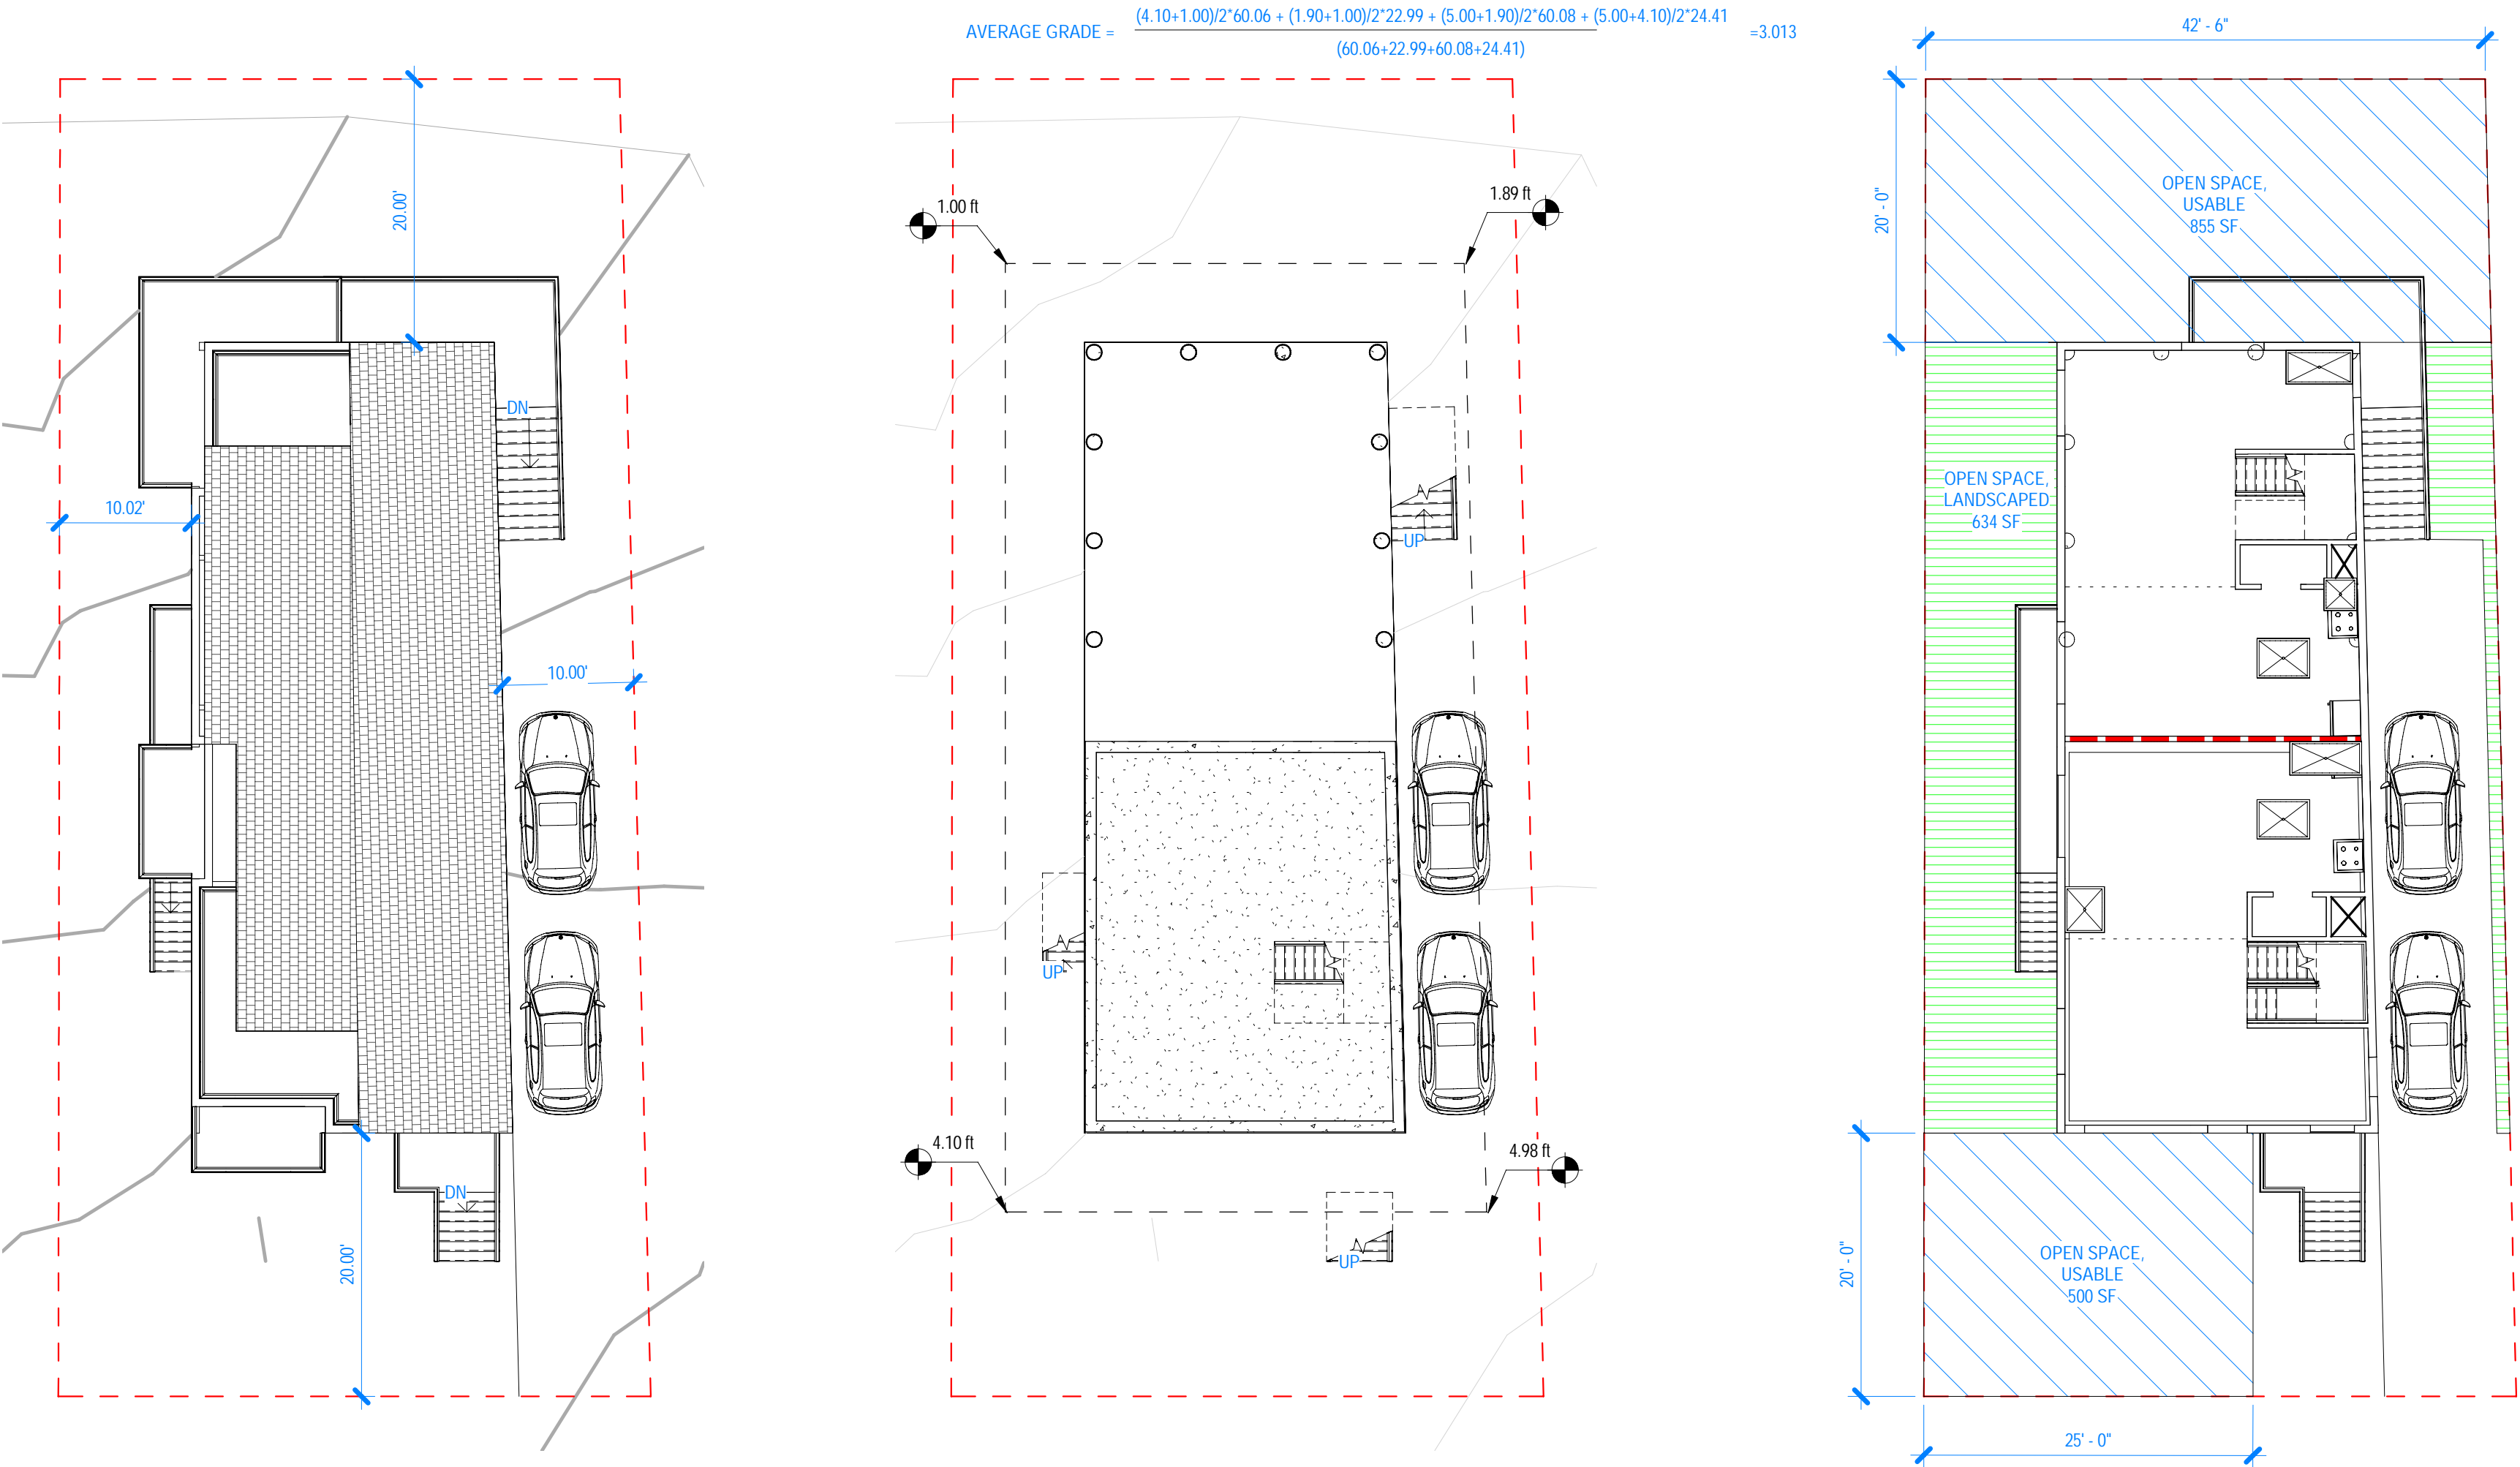 (4.10+1.00)/2*60.06 + (1.90+1.00)/2*22.99 + (5.00+1.90)/2*60.08 + (5.00+4.10)/2*24.41
AVERAGE GRADE =
=3.013
(60.06+22.99+60.08+24.41)
20.00'
DN
10.02'
10.00'
DN
20.00'
1.00 ft
1.89 ft
UP
UP
4.10 ft
4.98 ft
UP
42' - 6"
20' - 0"
OPEN SPACE,
USABLE
855 SF
OPEN SPACE,
LANDSCAPED
634 SF
20' - 0"
OPEN SPACE,
USABLE
500 SF
25' - 0"